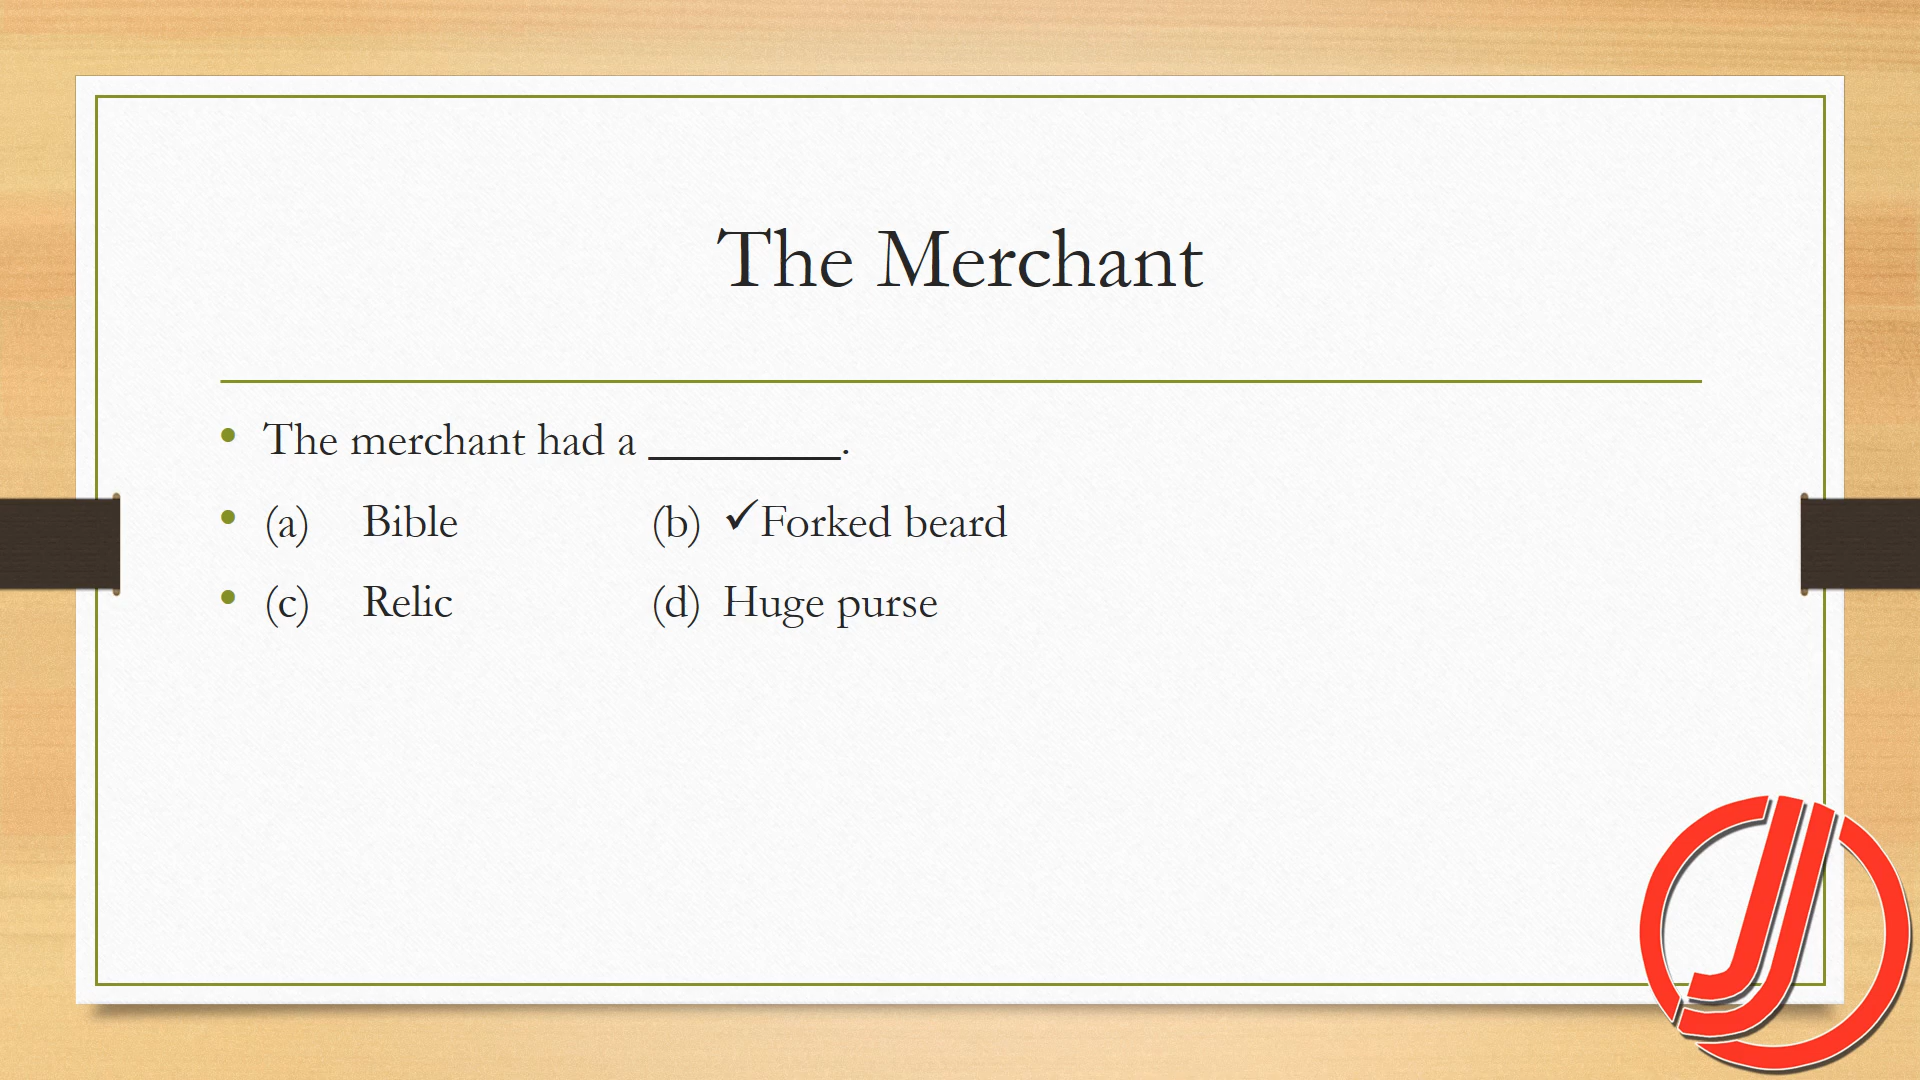 The Merchant
• The merchant had a ________.
• (a) Bible (b) ✓Forked beard
• (c) Relic (d) Huge purse